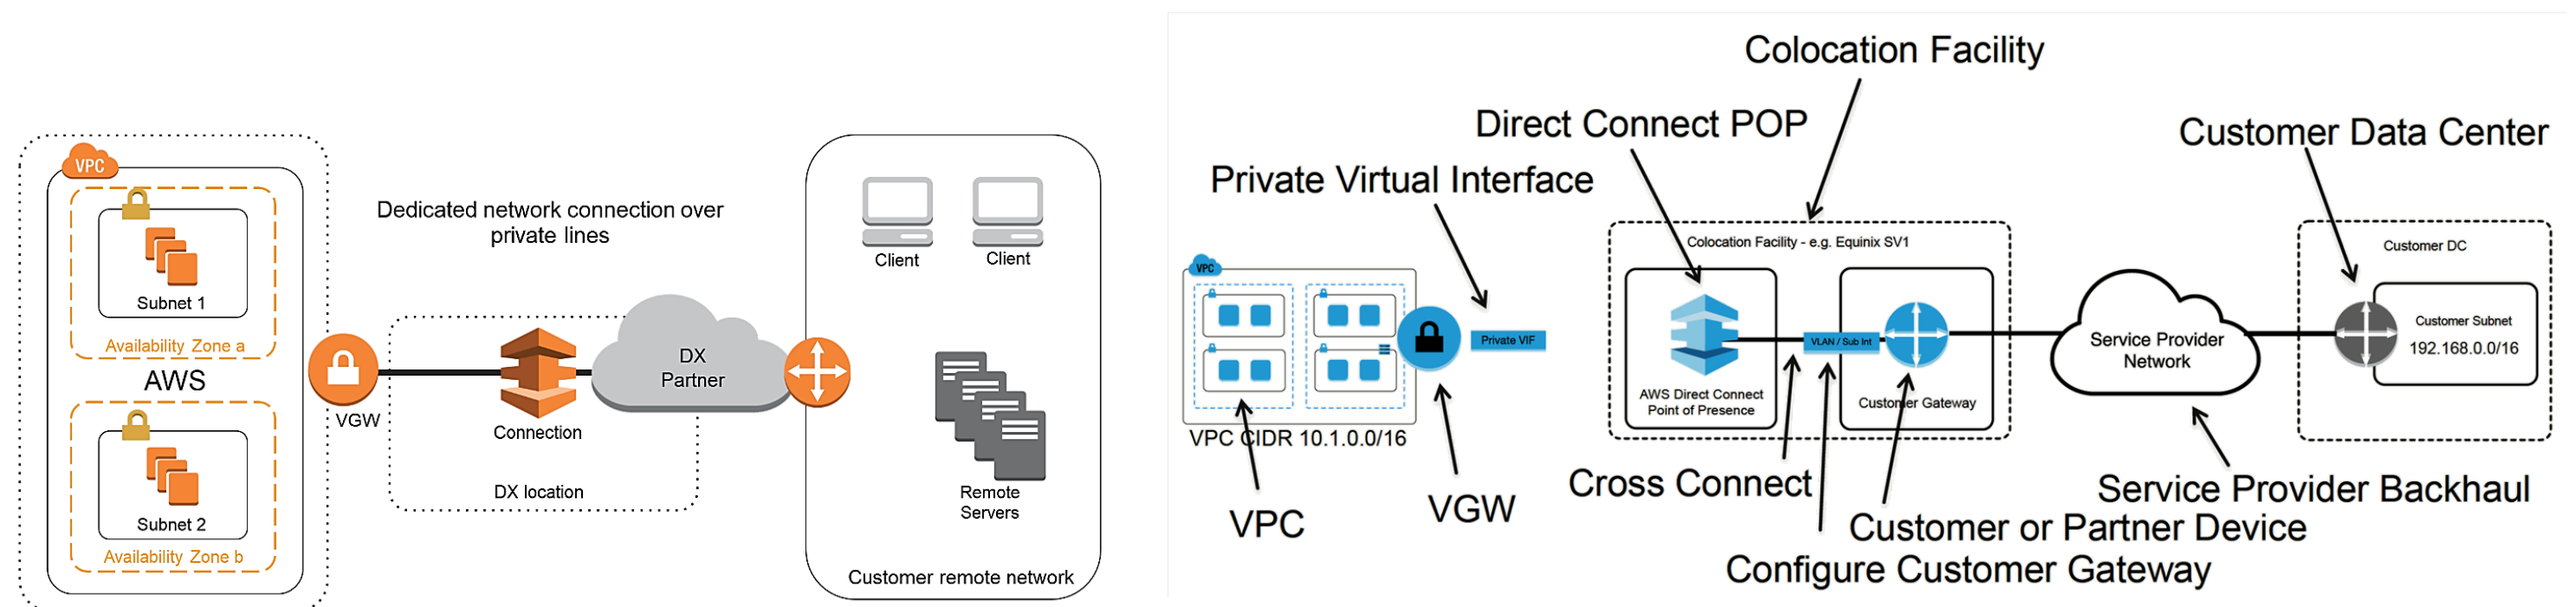 VPC
Subnet 1
Availability Zone a
AWS
Subnet 2
Availability Zone b
VGW
Dedicated network connection over
private lines
Connection
DX location
DX
Partner
Client
Client
Remote
Servers
Customer remote network
Colocation Facility
Direct Connect POP
Customer Data Center
Private Virtual Interface
VPC
VPC CIDR 10.1.0.0/16
Private VIF
VPC
VGW
Colocation Facility - e.g. Equinix SV1
AWS Direct Connect
Point of Presence
VLAN / Sub Int
Customer Gateway
Service Provider
Network
Customer DC
Customer Subnet
192.168.0.0/16
Cross Connect
Service Provider Backhaul
Customer or Partner Device
Configure Customer Gateway